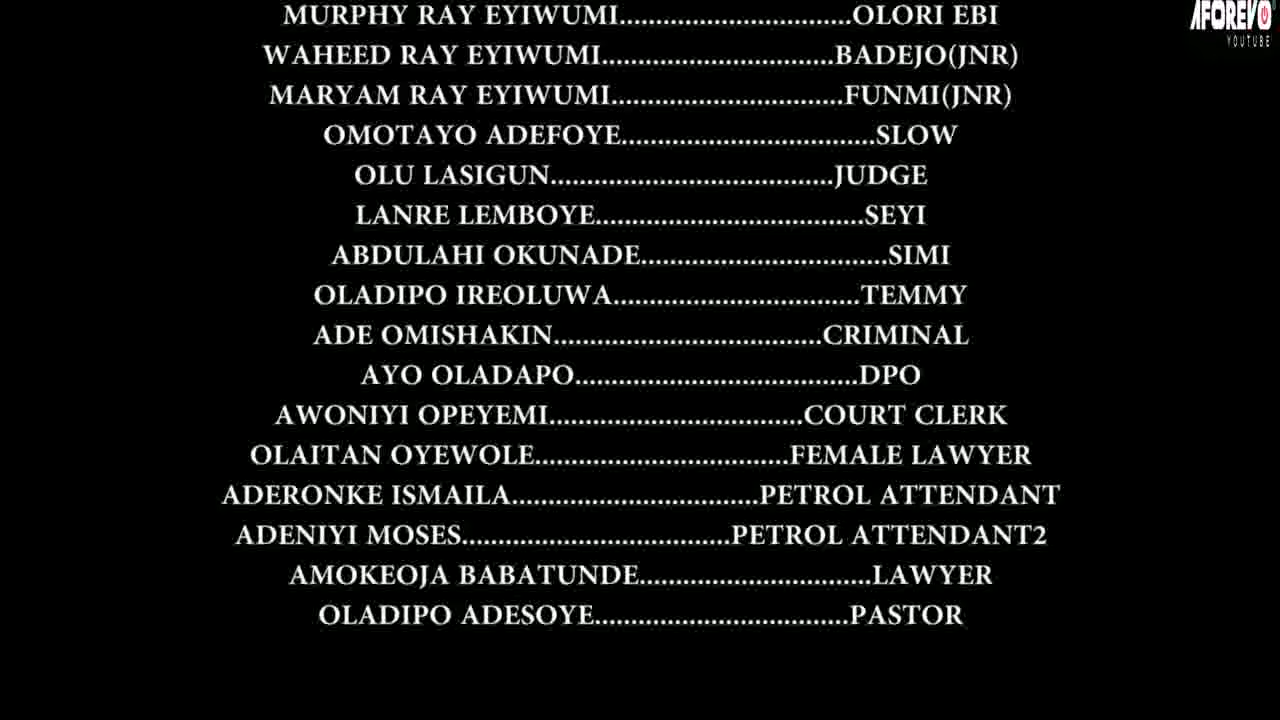 MURPHY RAY EYIWUMI................................OLORI EBI
WAHEED RAY EYIWUMI................................BADEJO(JNR)
MARYAM RAY EYIWUMI................................FUNMI(JNR)
OMOTAYO ADEFOYE...................................SLOW
OLU LASIGUN.......................................JUDGE
LANRE LEMBOYE.....................................SEYI
ABDULAHI OKUNADE..................................SIMI
OLADIPO IREOLUWA..................................TEMMY
ADE OMISHAKIN.....................................CRIMINAL
AYO OLADAPO.......................................DPO
AWONIYI OPEYEMI...................................COURT CLERK
OLAITAN OYEWOLE...................................FEMALE LAWYER
ADERONKE ISMAILA..................................PETROL ATTENDANT
ADENIYI MOSES.....................................PETROL ATTENDANT2
AMOKEOJA BABATUNDE................................LAWYER
OLADIPO ADESOYE...................................PASTOR
AFOREVO
YOUTUBE